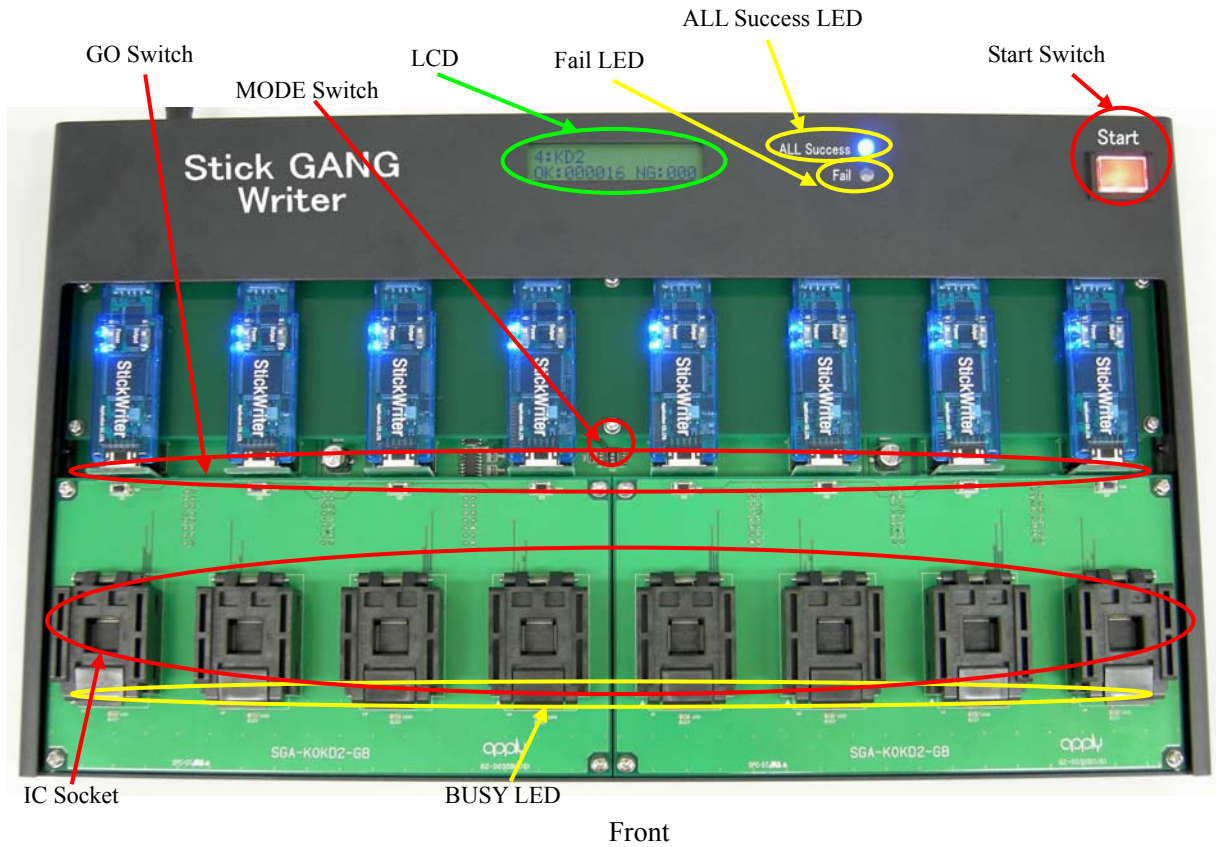 ALL Success LED
GO Switch
LCD
Fail LED
Start Switch
MODE Switch
Start
Stick GANG
Writer
4:KD2
OK:000016 NG:000
ALL Success
Fail
StickWriter
StickWriter
StickWriter
StickWriter
StickWriter
StickWriter
StickWriter
StickWriter
SGA-K0KD2-GB
apply
SGA-K0KD2-GB
apply
IC Socket
BUSY LED
Front